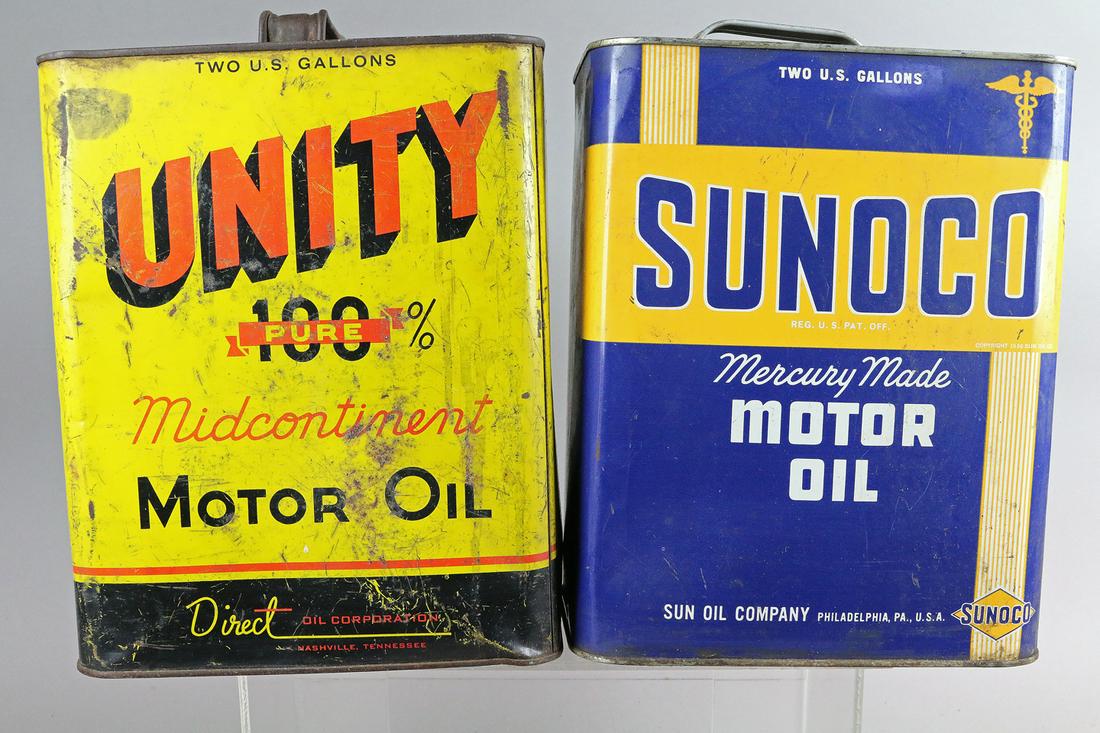 TWO U.S. GALLONS
UNITY
100%
PURE
Midcontinent
MOTOR OIL
Direct OIL CORPORATION
NASHVILLE, TENNESSEE
TWO U.S. GALLONS
SUNOCO
REG. U.S. PAT. OFF.
COPYRIGHT
Mercury Made
MOTOR
OIL
SUN OIL COMPANY PHILADELPHIA, PA., U.S.A.
SUNOCO